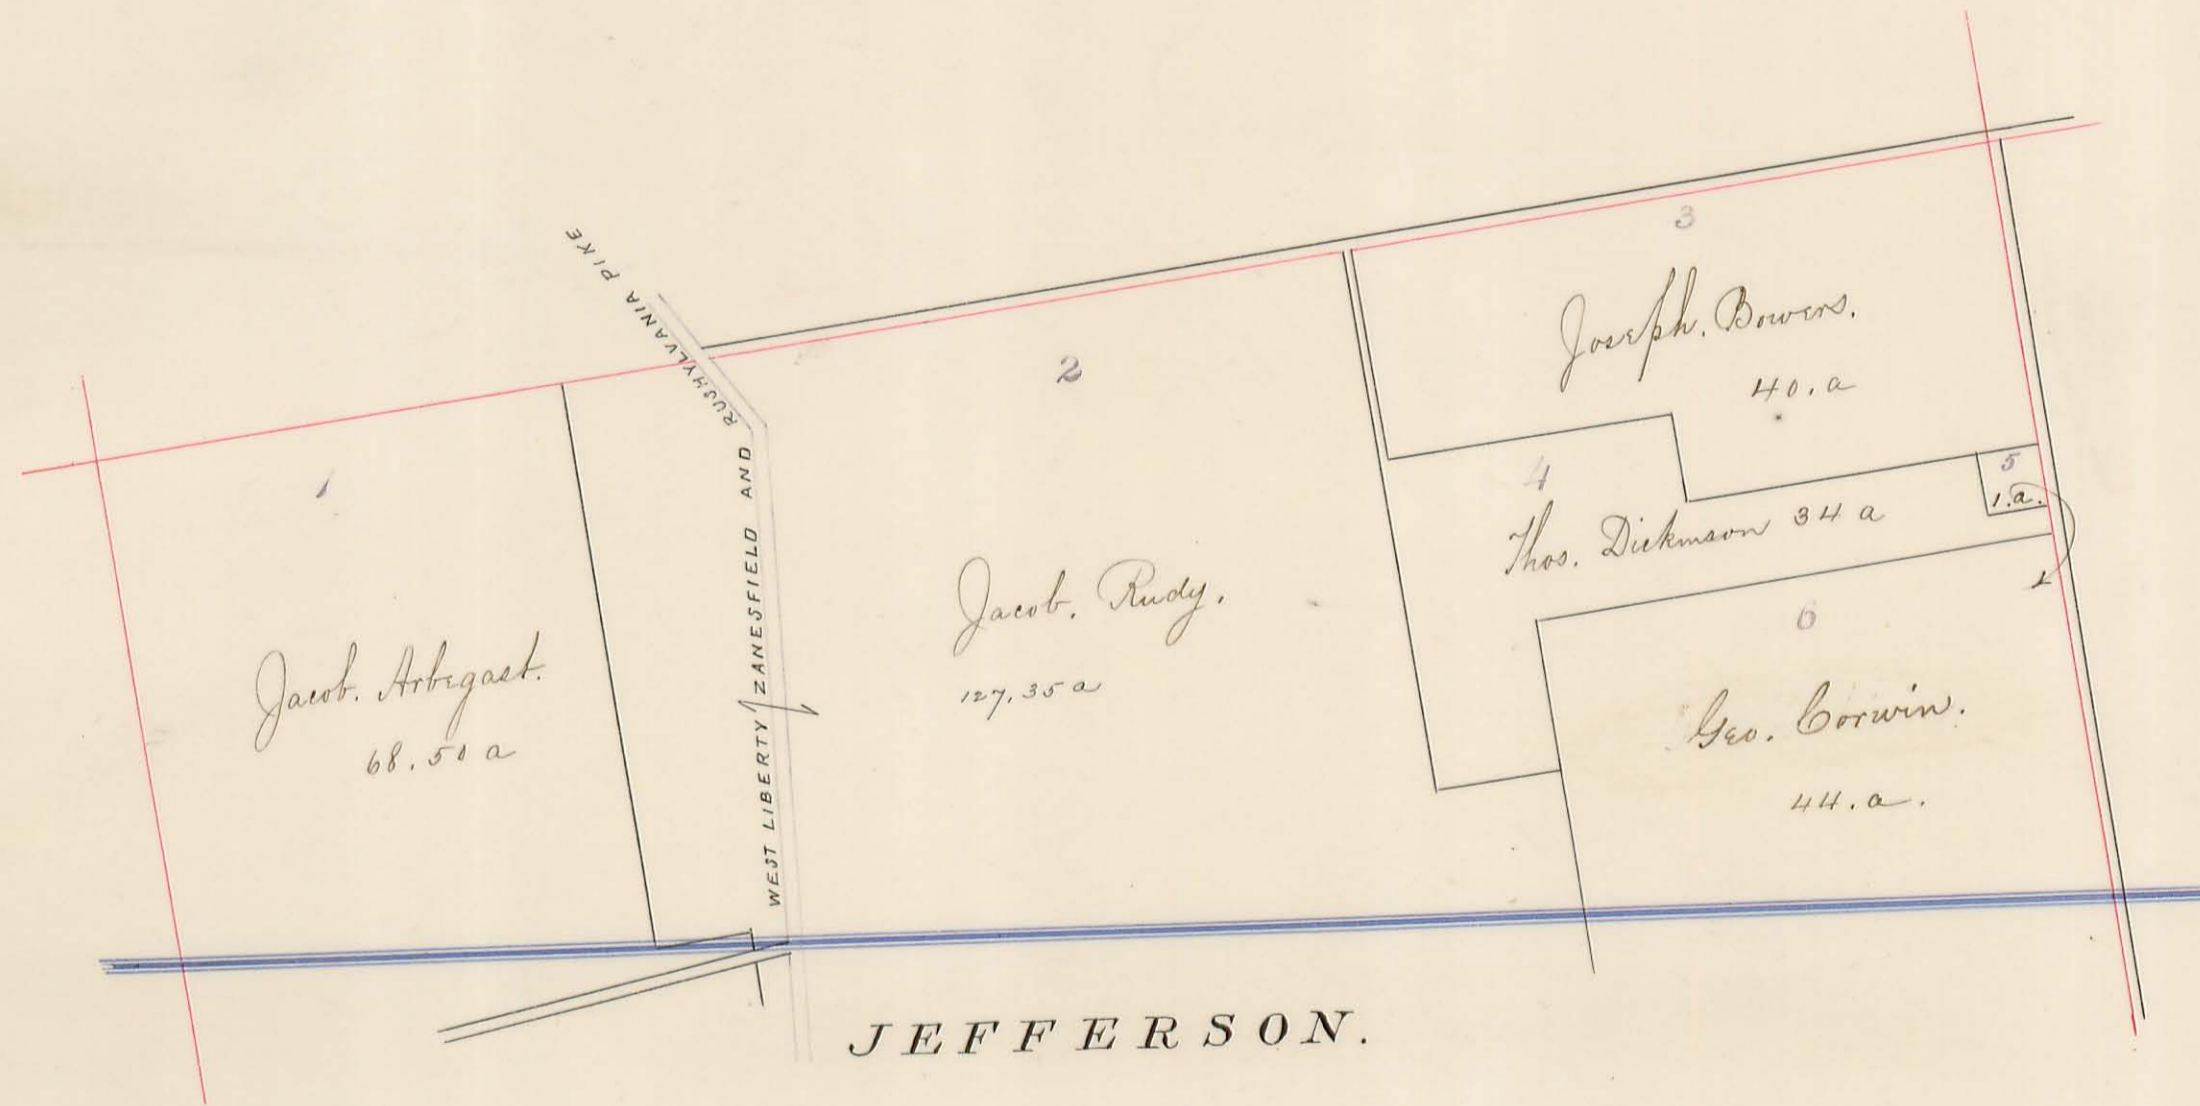 WEST LIBERTY ZANESFIELD AND RUSHYLVANIA PIKE
1
Jacob. Arbegast.
68.50 a
2
Jacob. Rudy.
127.35 a
3
Joseph. Bowers.
40. a
4
Thos. Dickinson 34 a
5
1. a.
6
Geo. Corwin.
44. a.
JEFFERSON.